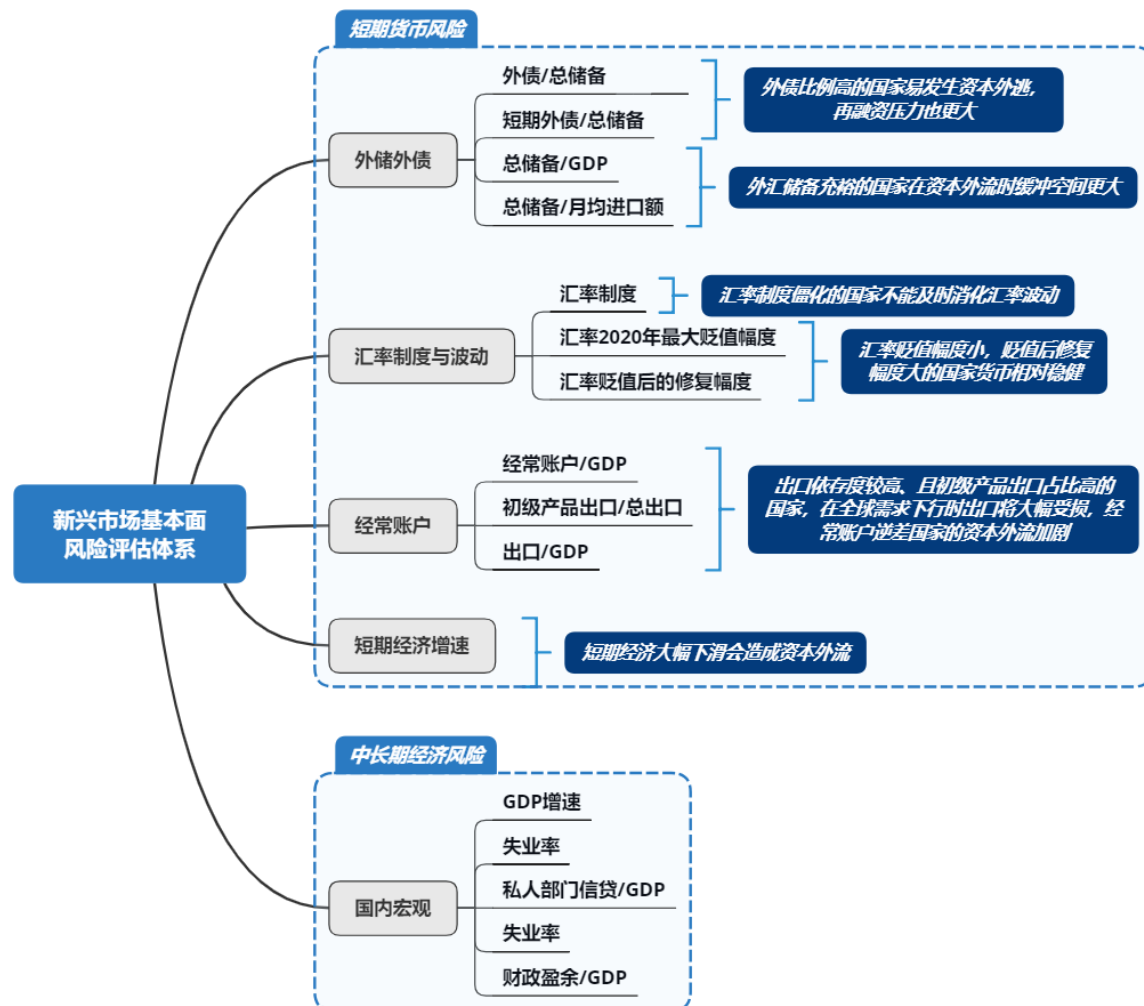 短期货币风险
外债/总储备
短期外债/总储备
外债比例高的国家易发生资本外逃，
再融资压力也更大
外储外债
总储备/GDP
总储备/月均进口额
外汇储备充裕的国家在资本外流时缓冲空间更大
汇率制度
汇率制度僵化的国家不能及时消化汇率波动
汇率制度与波动
汇率2020年最大贬值幅度
汇率贬值后的修复幅度
汇率贬值幅度小，贬值后修复
幅度大的国家货币相对稳健
新兴市场基本面
风险评估体系
经常账户
经常账户/GDP
初级产品出口/总出口
出口/GDP
出口依存度较高、且初级产品出口占比高的
国家，在全球需求下行时出口将大幅受损，经
常账户逆差国家的资本外流加剧
短期经济增速
短期经济大幅下滑会造成资本外流
中长期经济风险
国内宏观
GDP增速
失业率
私人部门信贷/GDP
失业率
财政盈余/GDP